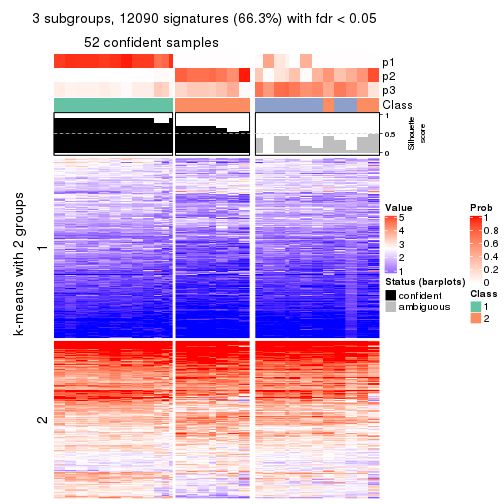 3 subgroups, 12090 signatures (66.3%) with fdr < 0.05
52 confident samples
p1
p2
p3
Class
1
0.5
0
Silhouette
score
k-means with 2 groups
1
2
Value
5
4
3
2
1
Status (barplots)
confident
ambiguous
Prob
1
0.8
0.6
0.4
0.2
0
Class
1
2